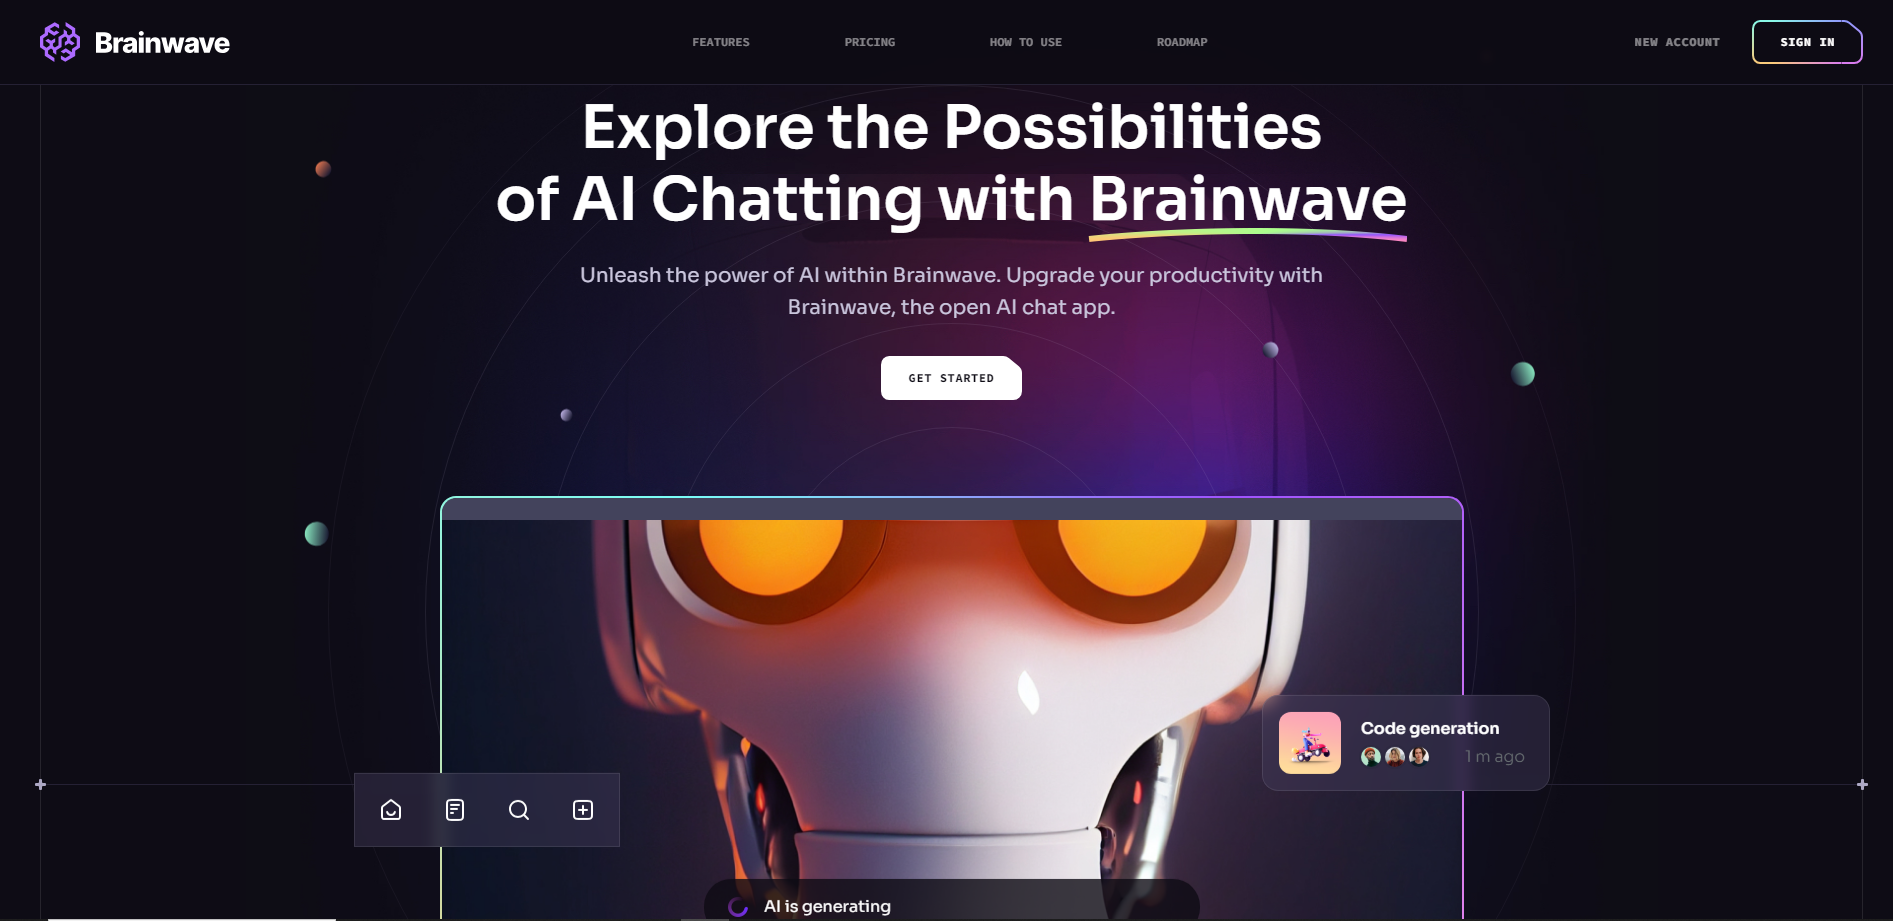 Brainwave
FEATURES
PRICING
HOW TO USE
ROADMAP
NEW ACCOUNT
SIGN IN
Explore the Possibilities
of AI Chatting with Brainwave
Unleash the power of AI within Brainwave. Upgrade your productivity with
Brainwave, the open AI chat app.
GET STARTED
Code generation
1 m ago
AI is generating